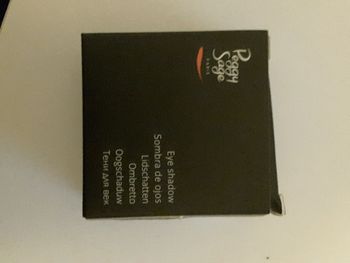 Peggy
Sage
PARIS
Eye shadow
Sombra de ojos
Lidschatten
Ombretto
Oogschaduw
Тени для век